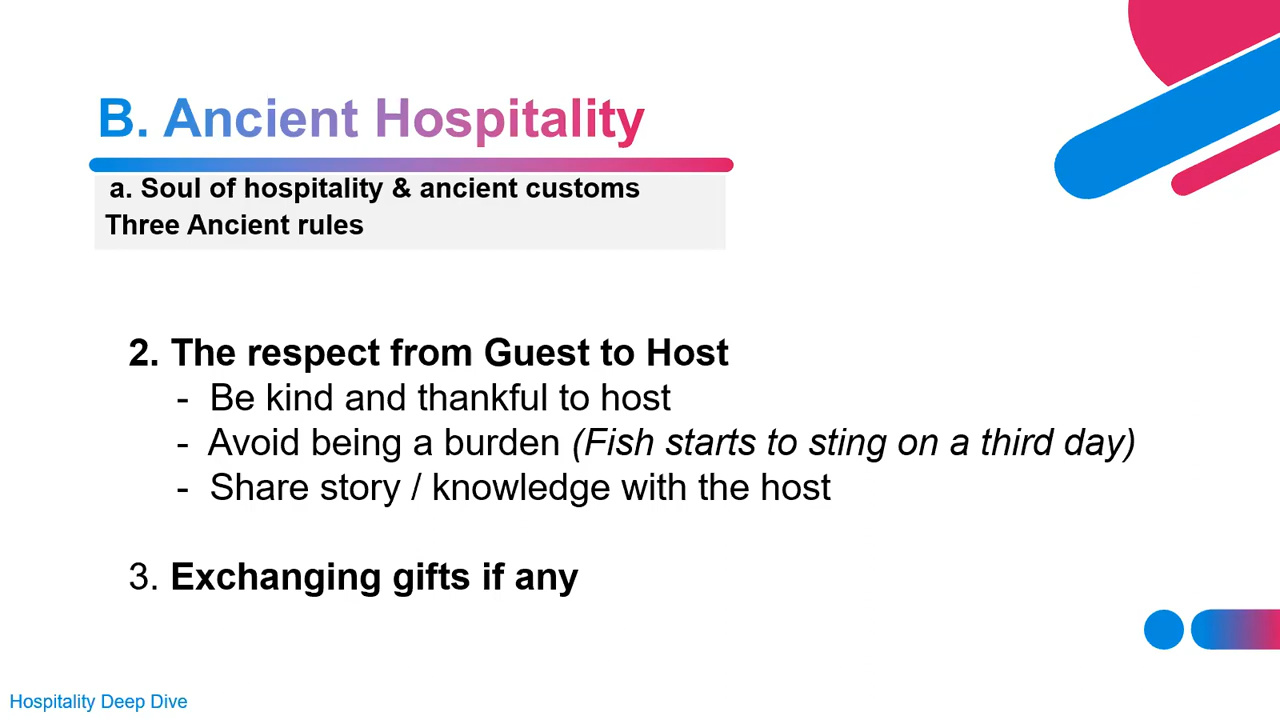 B. Ancient Hospitality
a. Soul of hospitality & ancient customs
Three Ancient rules
2. The respect from Guest to Host
- Be kind and thankful to host
- Avoid being a burden (Fish starts to sting on a third day)
- Share story / knowledge with the host
3. Exchanging gifts if any
Hospitality Deep Dive